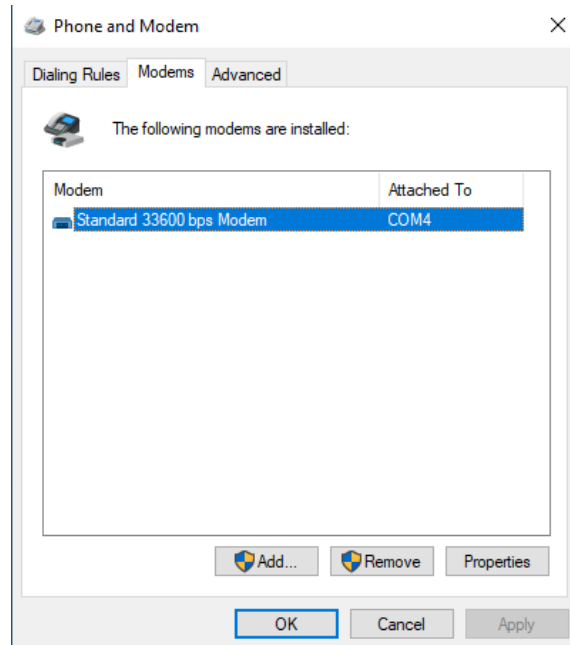 Phone and Modem
Dialing Rules Modems Advanced
The following modems are installed:
Modem Attached To
Standard 33600 bps Modem COM4
Add... Remove Properties
OK Cancel Apply